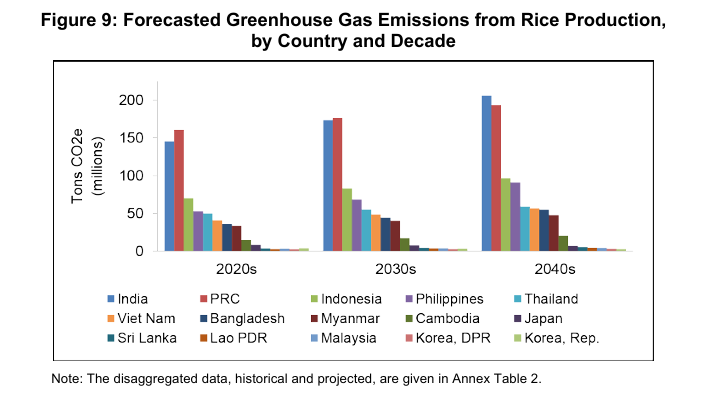 Figure 9: Forecasted Greenhouse Gas Emissions from Rice Production,
by Country and Decade
Tons CO2e
(millions)
200
150
100
50
0
2020s 2030s 2040s
India PRC Indonesia Philippines Thailand
Viet Nam Bangladesh Myanmar Cambodia Japan
Sri Lanka Lao PDR Malaysia Korea, DPR Korea, Rep.
Note: The disaggregated data, historical and projected, are given in Annex Table 2.